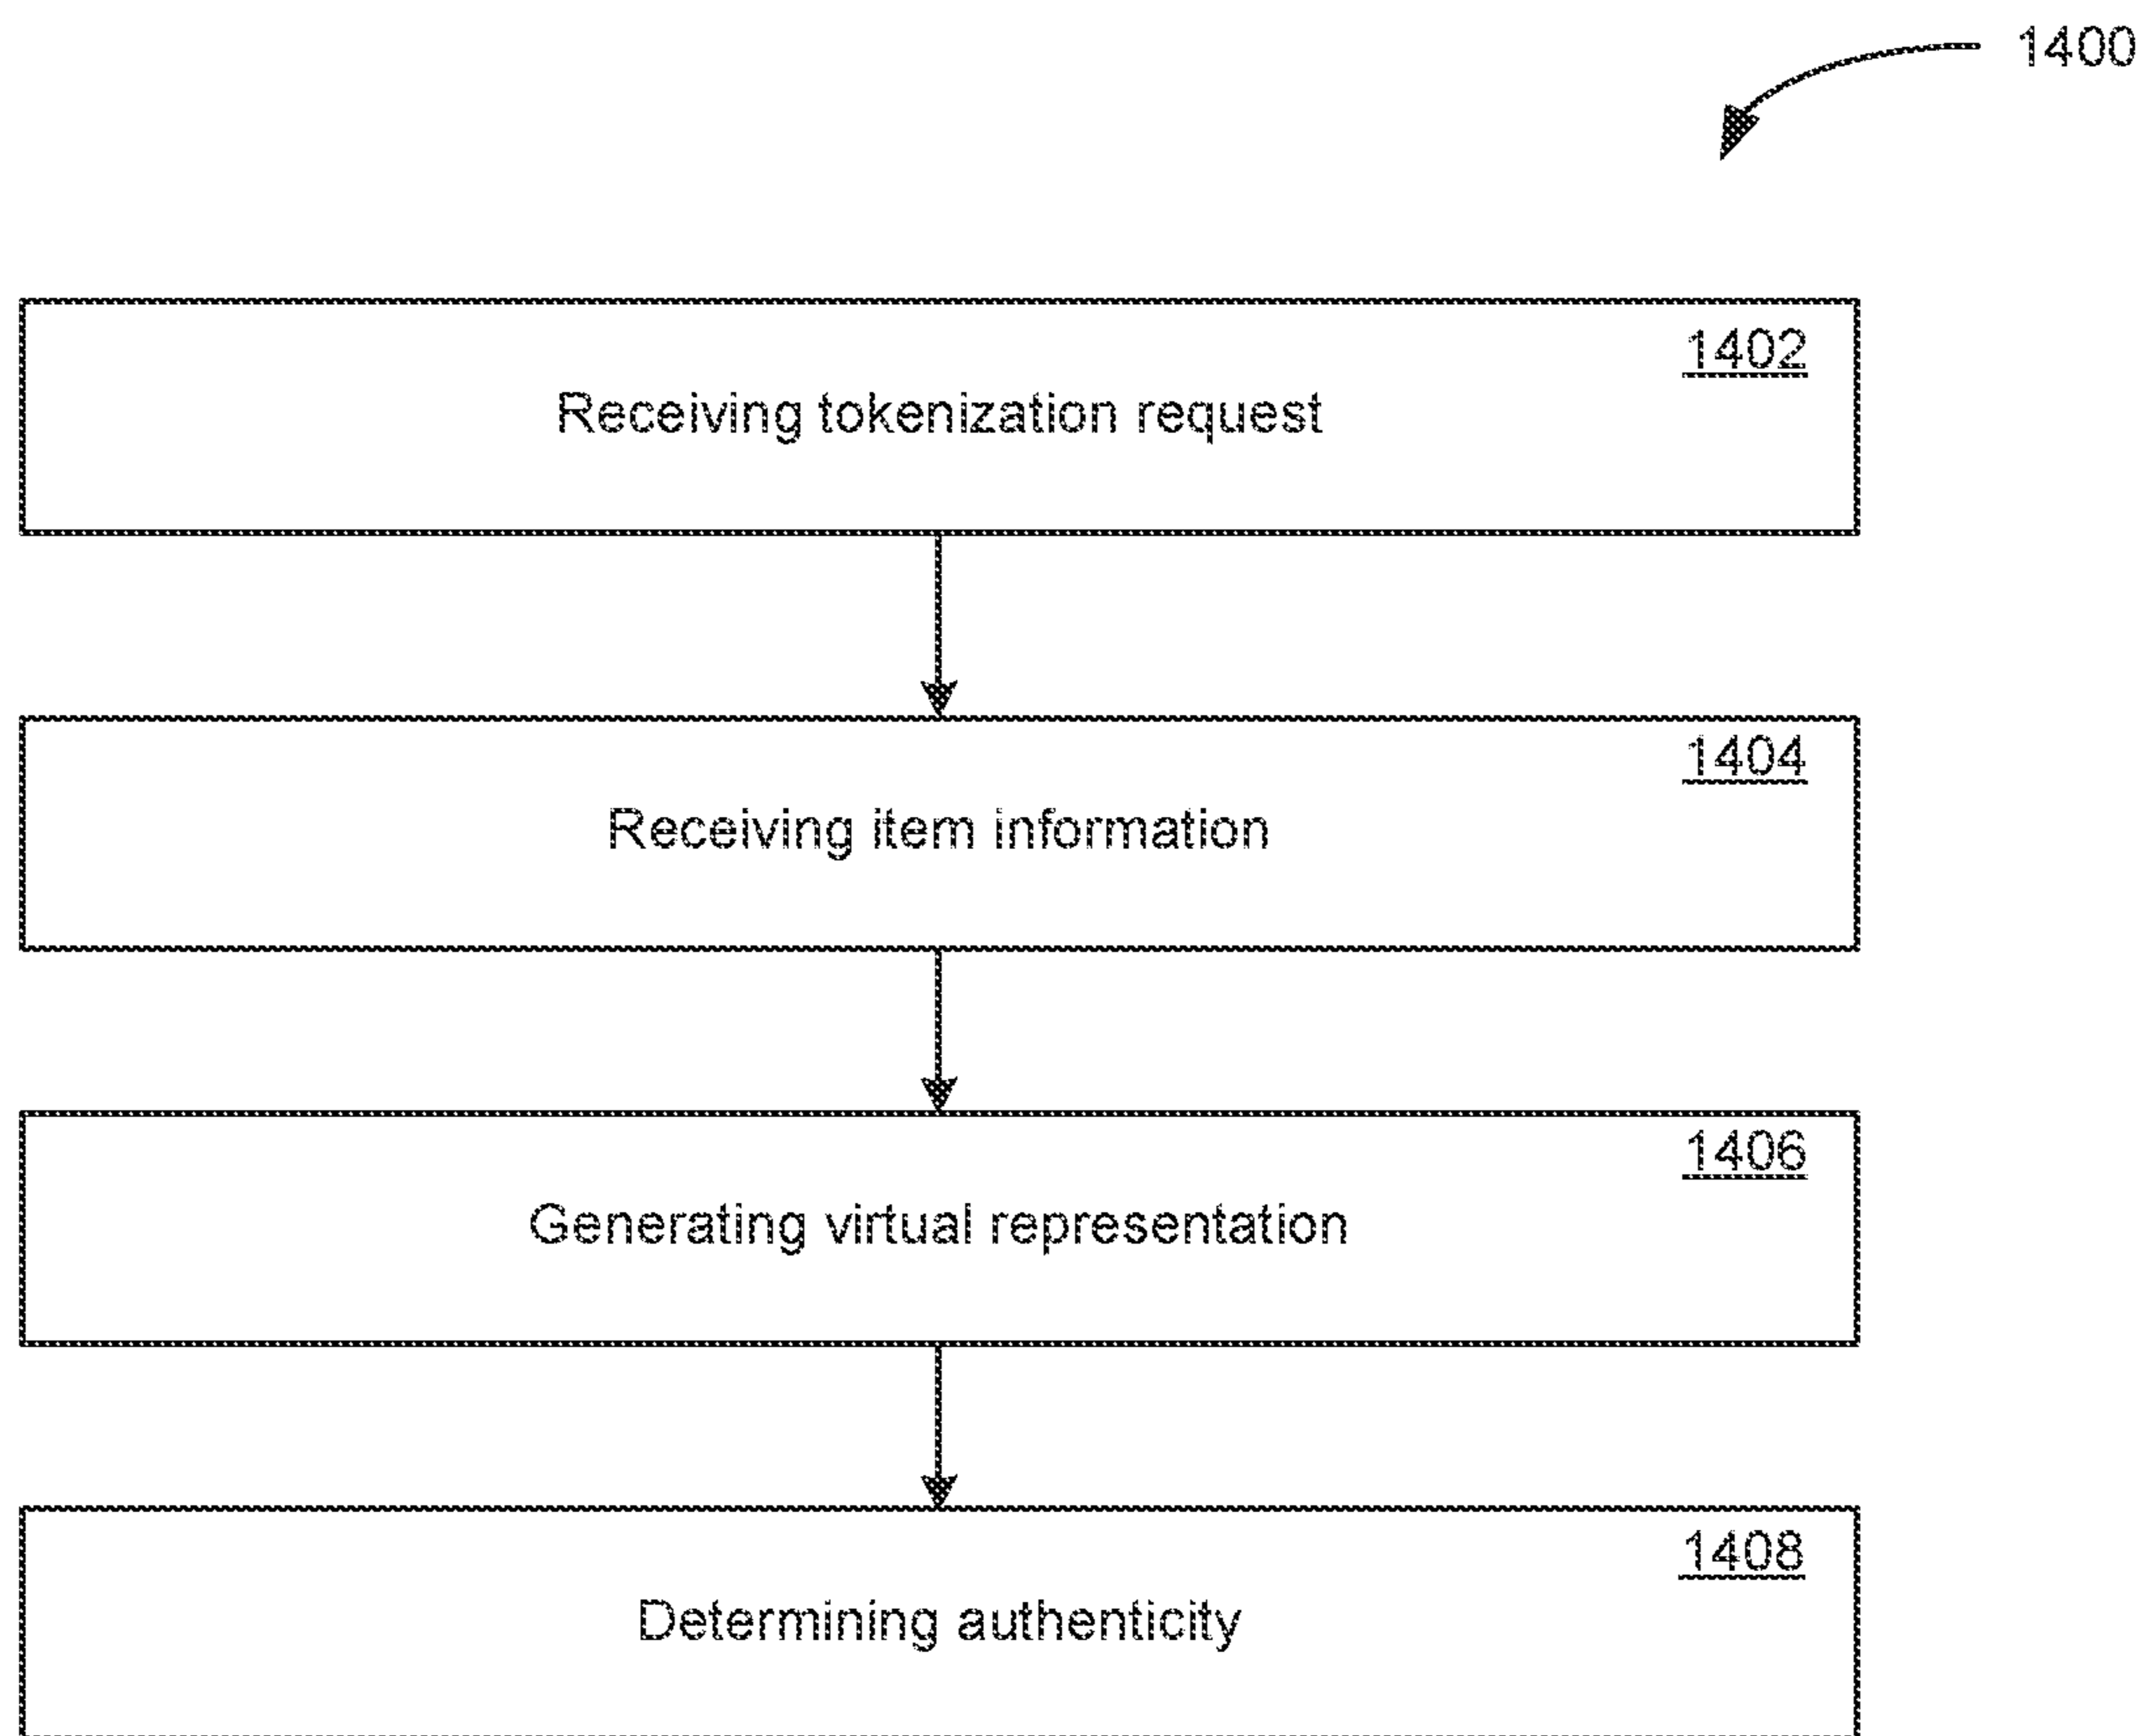 1400
1402
Receiving tokenization request
1404
Receiving item information
1406
Generating virtual representation
1408
Determining authenticity